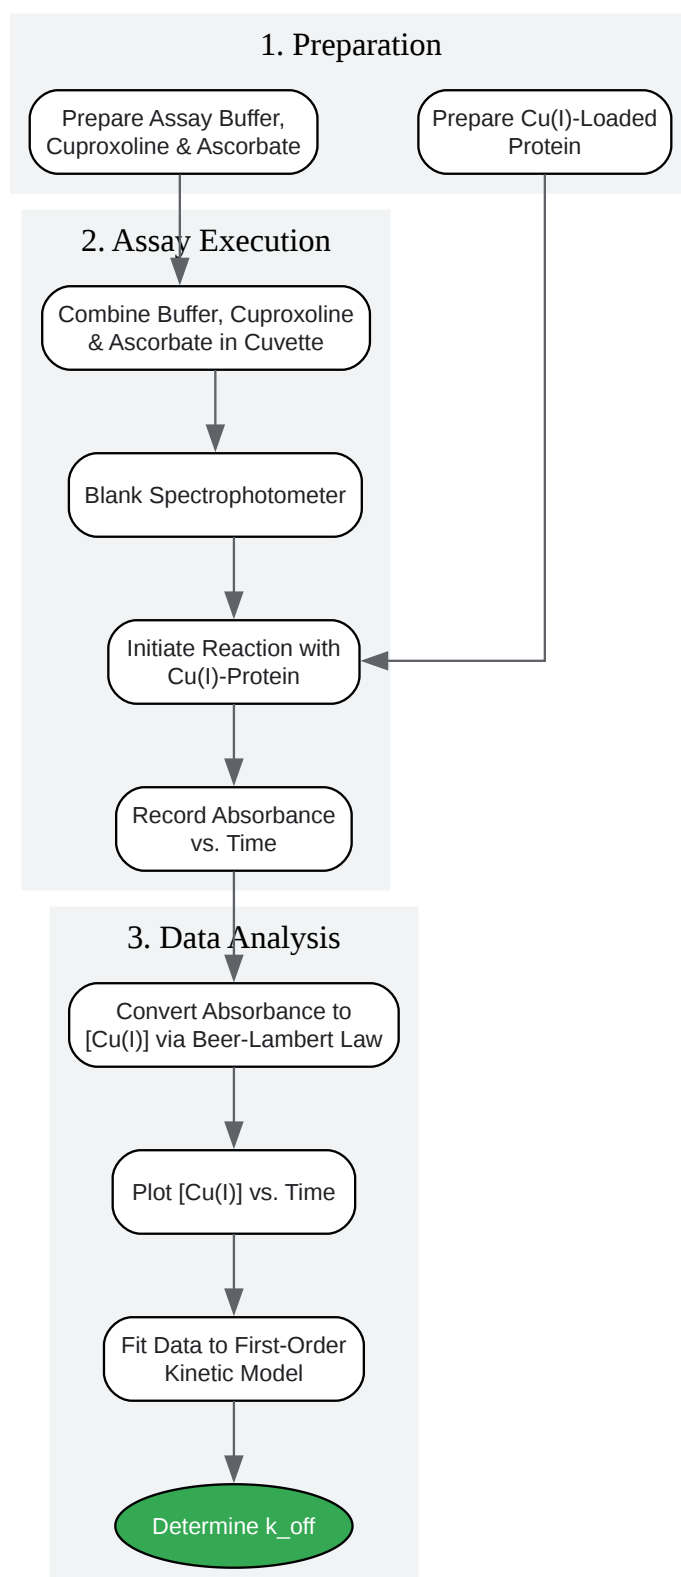 1. Preparation
Prepare Assay Buffer,
Cuproxoline & Ascorbate
Prepare Cu(I)-Loaded
Protein
2. Assay Execution
Combine Buffer, Cuproxoline
& Ascorbate in Cuvette
Blank Spectrophotometer
Initiate Reaction with
Cu(I)-Protein
Record Absorbance
vs. Time
3. Data Analysis
Convert Absorbance to
[Cu(I)] via Beer-Lambert Law
Plot [Cu(I)] vs. Time
Fit Data to First-Order
Kinetic Model
Determine k_off